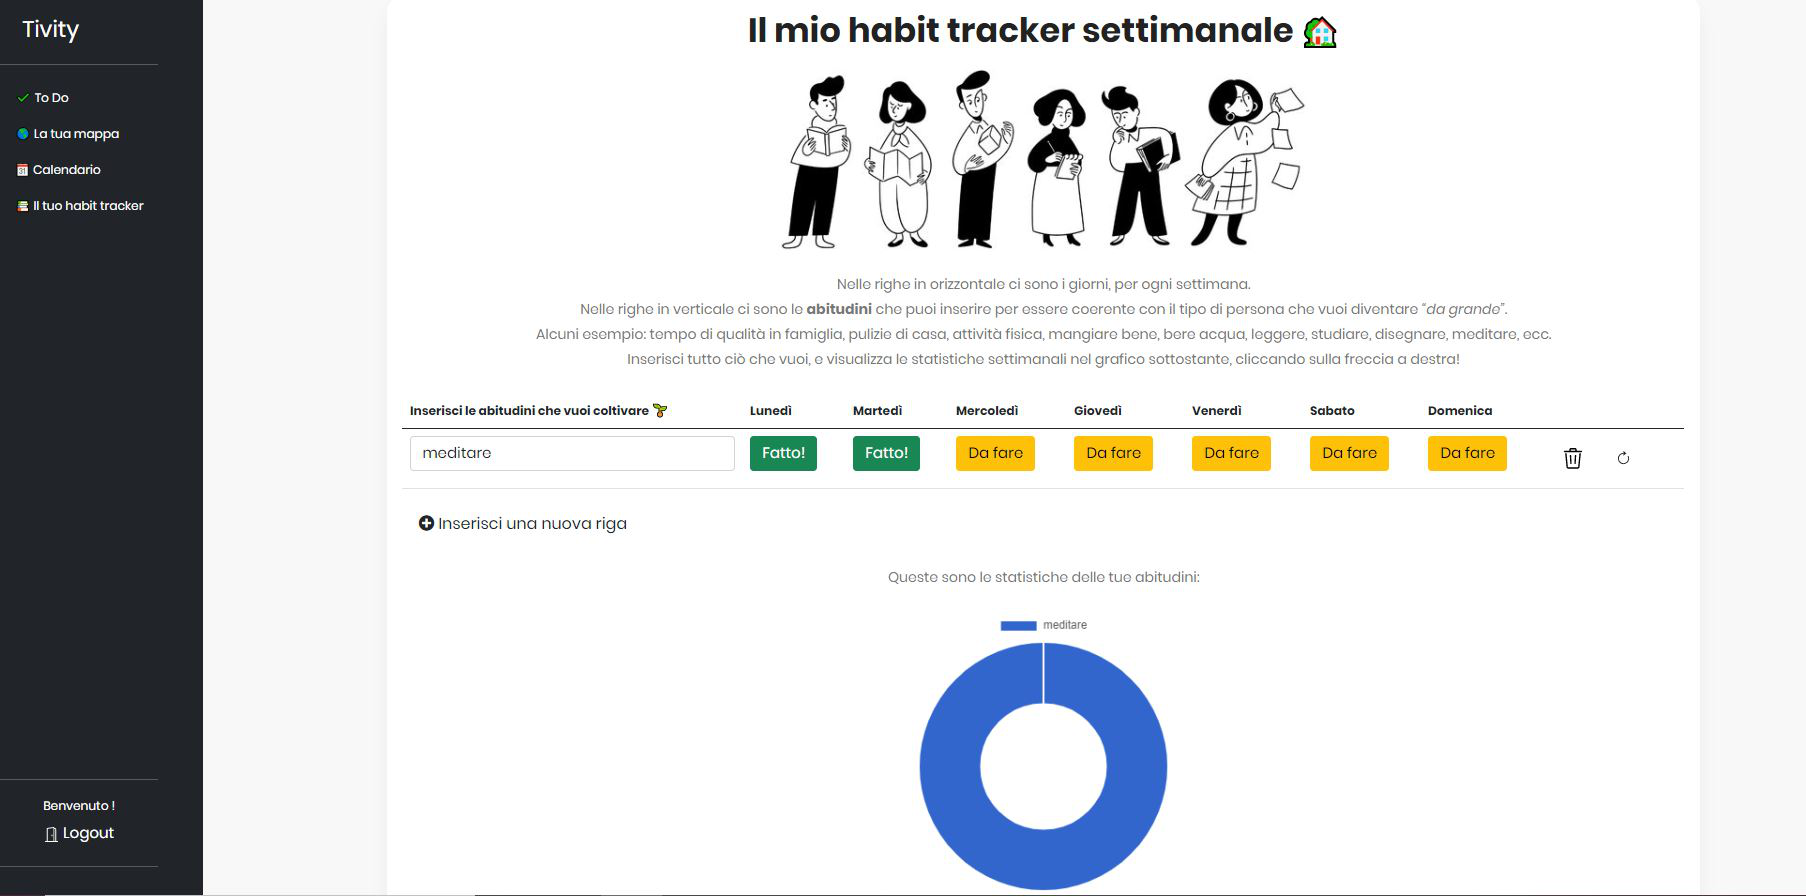 Tivity
To Do
La tua mappa
Calendario
Il tuo habit tracker
Benvenuto !
Logout
Il mio habit tracker settimanale
Nelle righe in orizzontale ci sono i giorni, per ogni settimana.
Nelle righe in verticale ci sono le abitudini che puoi inserire per essere coerente con il tipo di persona che vuoi diventare “da grande”.
Alcuni esempio: tempo di qualità in famiglia, pulizie di casa, attività fisica, mangiare bene, bere acqua, leggere, studiare, disegnare, meditare, ecc.
Inserisci tutto ciò che vuoi, e visualizza le statistiche settimanali nel grafico sottostante, cliccando sulla freccia a destra!
Inserisci le abitudini che vuoi coltivare Lunedì Martedì Mercoledì Giovedì Venerdì Sabato Domenica
meditare Fatto! Fatto! Da fare Da fare Da fare Da fare Da fare
Inserisci una nuova riga
Queste sono le statistiche delle tue abitudini:
meditare